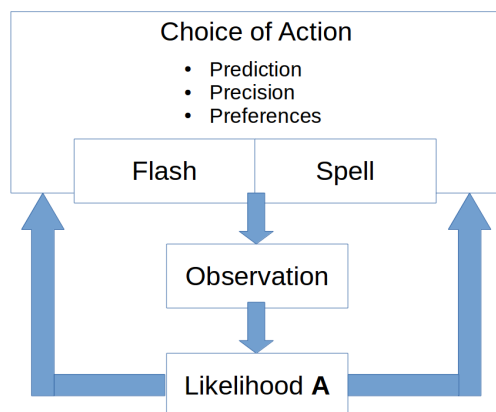 Choice of Action
• Prediction
• Precision
• Preferences
Flash
Spell
Observation
Likelihood A